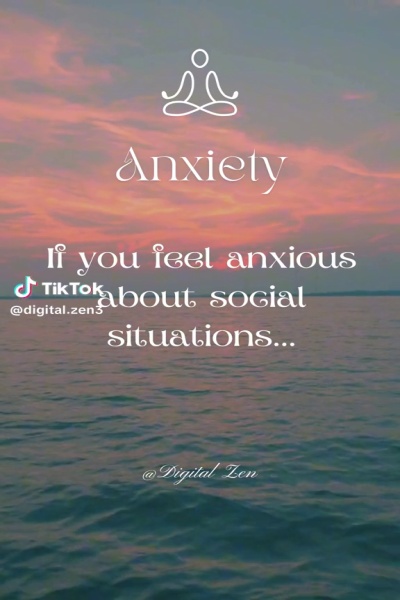 Anxiety
If you feel anxious
about social
situations...
TikTok
@digital.zen3
@Digital Zen